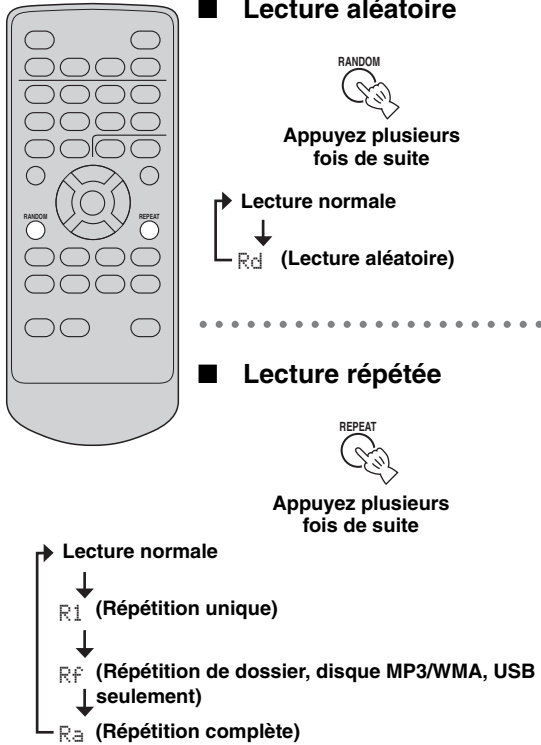 ■ Lecture aléatoire
RANDOM
Appuyez plusieurs
fois de suite
Lecture normale
Rd (Lecture aléatoire)
RANDOM
REPEAT
■ Lecture répétée
REPEAT
Appuyez plusieurs
fois de suite
Lecture normale
R1 (Répétition unique)
Rf (Répétition de dossier, disque MP3/WMA, USB
seulement)
Ra (Répétition complète)